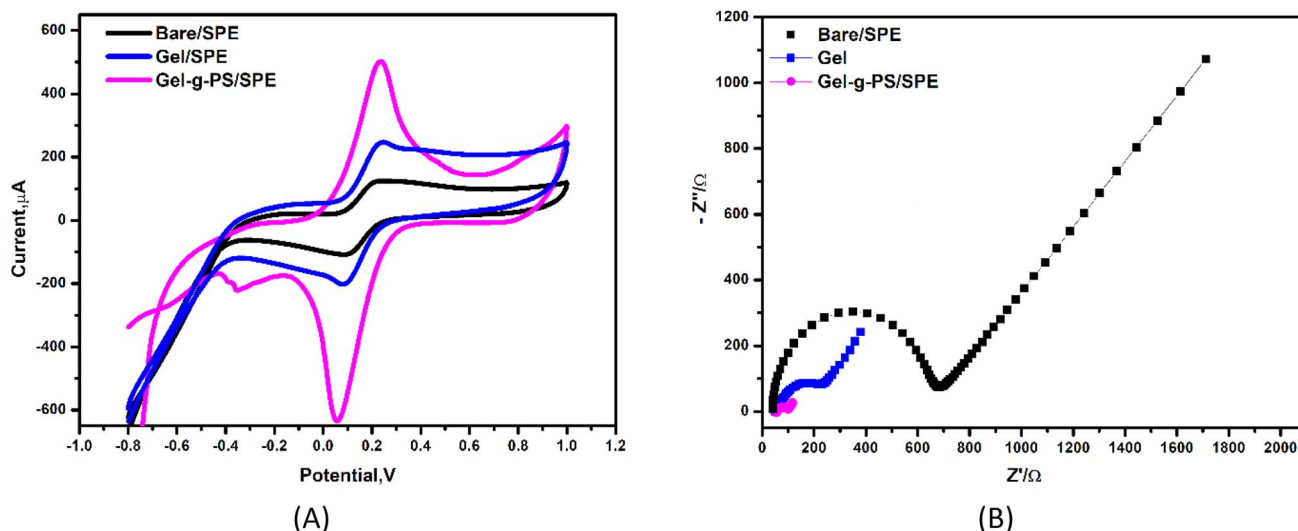 600
400
200
0
-200
-400
-600
Current,μA
Bare/SPE
Gel/SPE
Gel-g-PS/SPE
-1.0 -0.8 -0.6 -0.4 -0.2 0.0 0.2 0.4 0.6 0.8 1.0 1.2
Potential,V
(A)
1200
1000
800
600
400
200
0
- Z''/Ω
Bare/SPE
Gel
Gel-g-PS/SPE
0 200 400 600 800 1000 1200 1400 1600 1800 2000
Z'/Ω
(B)